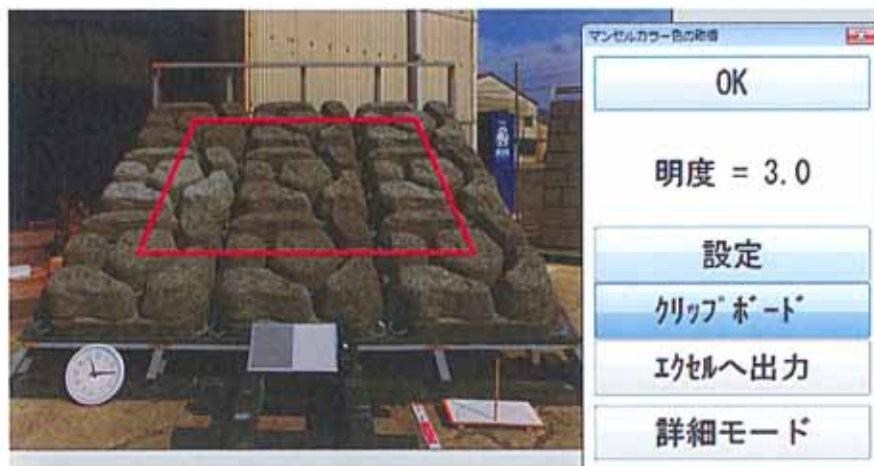 マンセルカラー色の取得
OK
明度 = 3.0
設定
クリップボード
エクセルへ出力
詳細モード